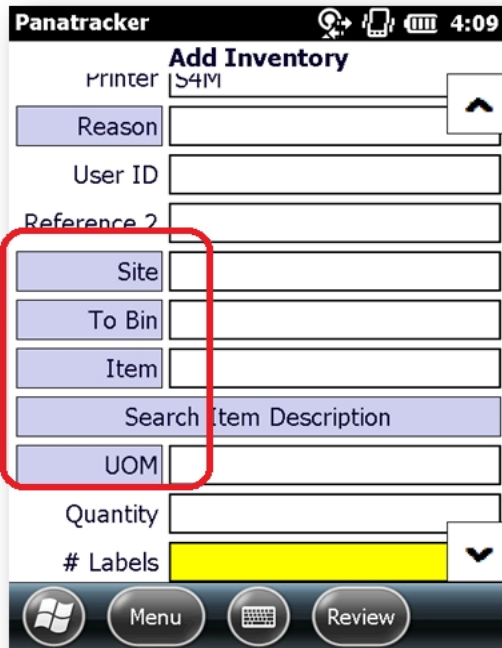 Panatracker 4:09
Add Inventory
Printer S4M
Reason
User ID
Reference 2
Site
To Bin
Item
Search Item Description
UOM
Quantity
# Labels
Menu Review